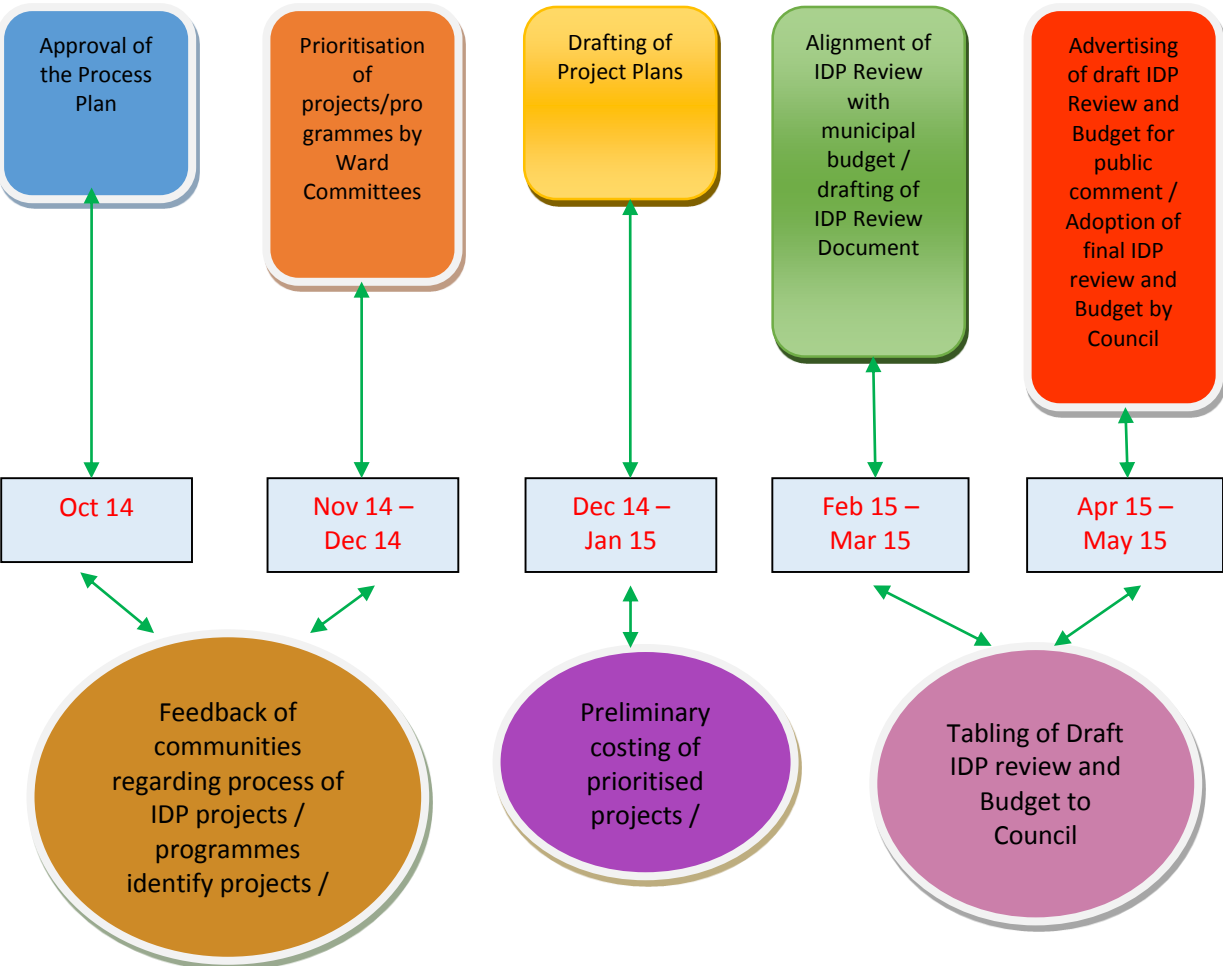 Approval of
the Process
Plan
Prioritisation
of
projects/pro
grammes by
Ward
Committees
Drafting of
Project Plans
Alignment of
IDP Review
with
municipal
budget /
drafting of
IDP Review
Document
Advertising
of draft IDP
Review and
Budget for
public
comment /
Adoption of
final IDP
review and
Budget by
Council
Oct 14
Nov 14 –
Dec 14
Dec 14 –
Jan 15
Feb 15 –
Mar 15
Apr 15 –
May 15
Feedback of
communities
regarding process of
IDP projects /
programmes
identify projects /
Preliminary
costing of
prioritised
projects /
Tabling of Draft
IDP review and
Budget to
Council